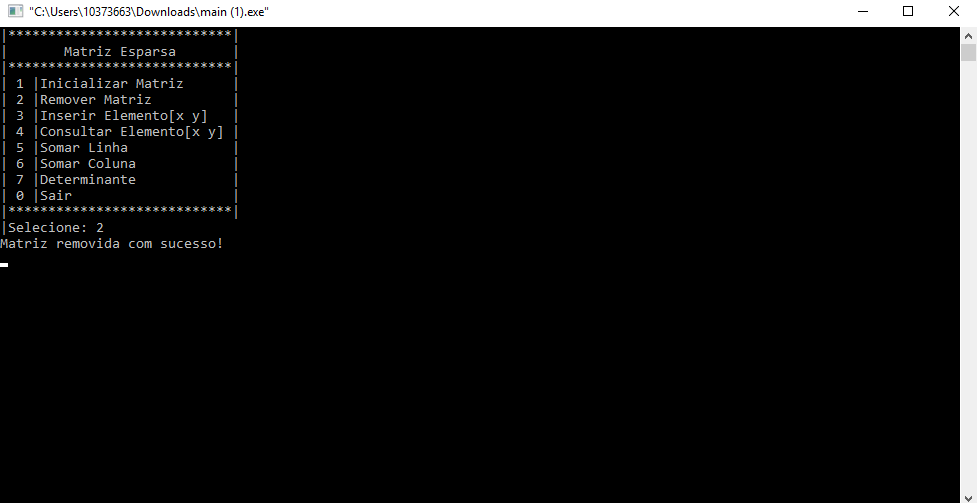 "C:\Users\10373663\Downloads\main (1).exe"
|****************************|
|       Matriz Esparsa       |
|****************************|
| 1 |Inicializar Matriz      |
| 2 |Remover Matriz          |
| 3 |Inserir Elemento[x y]   |
| 4 |Consultar Elemento[x y] |
| 5 |Somar Linha             |
| 6 |Somar Coluna            |
| 7 |Determinante            |
| 0 |Sair                    |
|****************************|
|Selecione: 2
Matriz removida com sucesso!